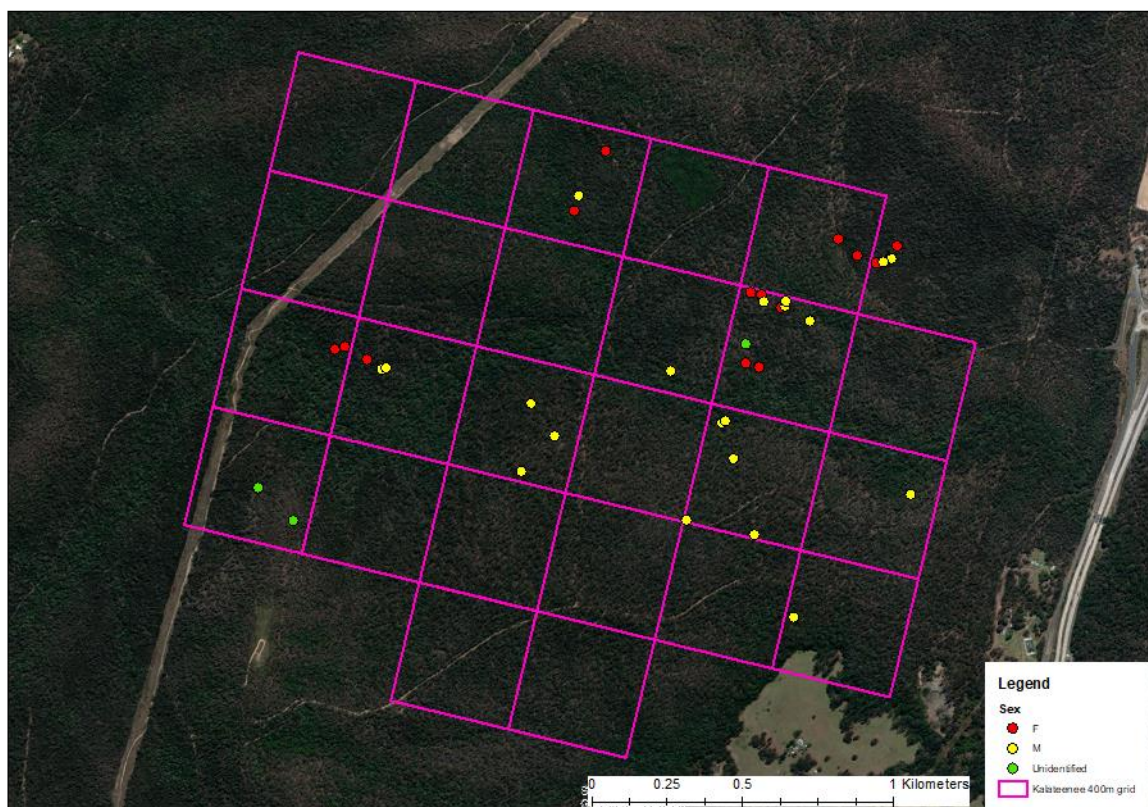 Legend
Sex
F
M
Unidentified
Kalateenee 400m grid
0 0.25 0.5 1 Kilometers